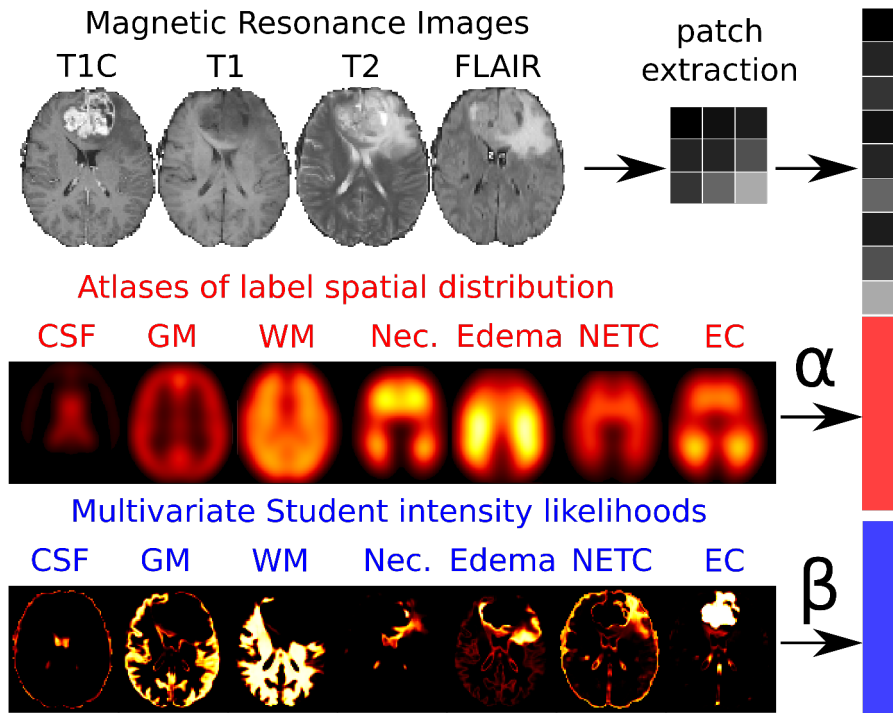 Magnetic Resonance Images
T1C T1 T2 FLAIR
patch
extraction
Atlases of label spatial distribution
CSF GM WM Nec. Edema NETC EC
α
Multivariate Student intensity likelihoods
CSF GM WM Nec. Edema NETC EC
β